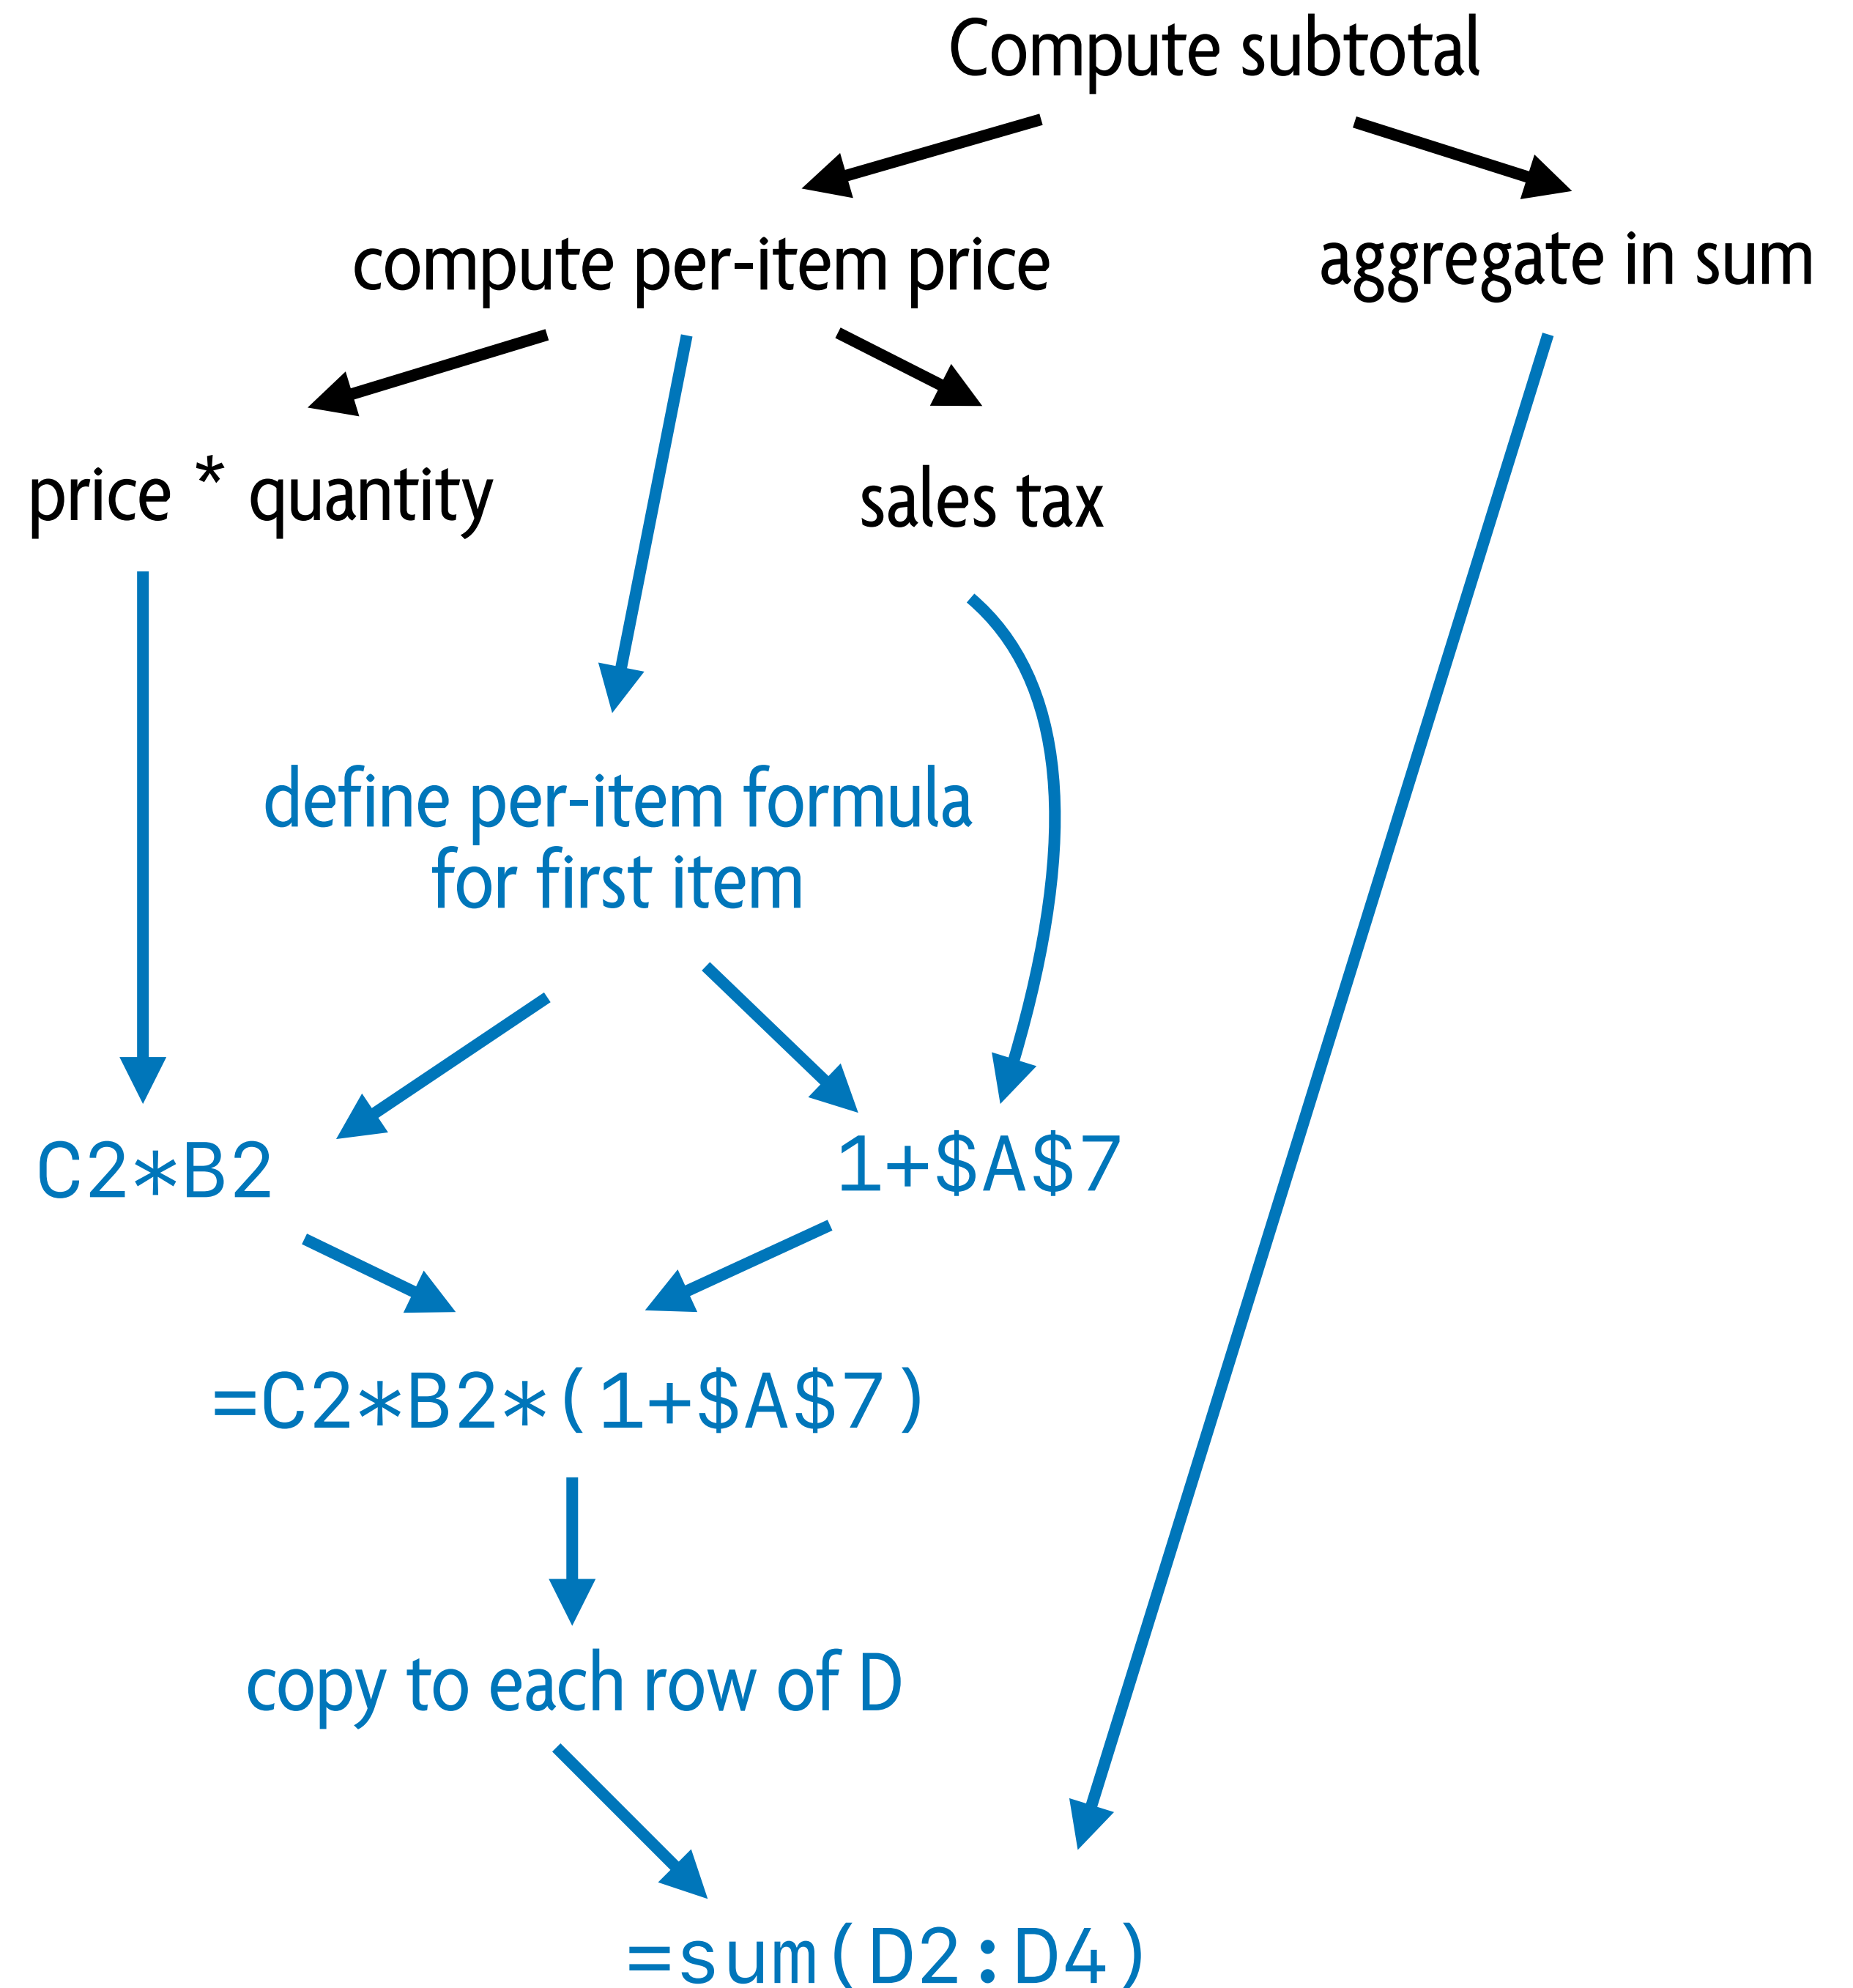 Compute subtotal
compute per-item price
aggregate in sum
price * quantity
sales tax
define per-item formula
for first item
C2*B2
1+$A$7
=C2*B2*(1+$A$7)
copy to each row of D
=sum(D2:D4)